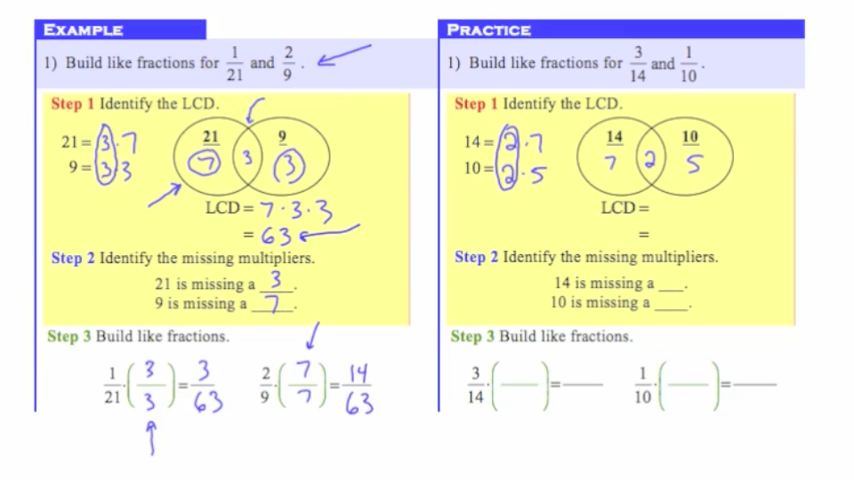 EXAMPLE
1) Build like fractions for 1/21 and 2/9.
Step 1 Identify the LCD.
21 = 3 · 7
9 = 3 · 3
21 9
7 3 3
LCD = 7 · 3 · 3
= 63
Step 2 Identify the missing multipliers.
21 is missing a 3.
9 is missing a 7.
Step 3 Build like fractions.
1/21 · (3/3) = 3/63 2/9 · (7/7) = 14/63
PRACTICE
1) Build like fractions for 3/14 and 1/10.
Step 1 Identify the LCD.
14 = 2 · 7
10 = 2 · 5
14 10
7 2 5
LCD =
=
Step 2 Identify the missing multipliers.
14 is missing a ___.
10 is missing a ___.
Step 3 Build like fractions.
3/14 · (___) = ___ 1/10 · (___) = ___